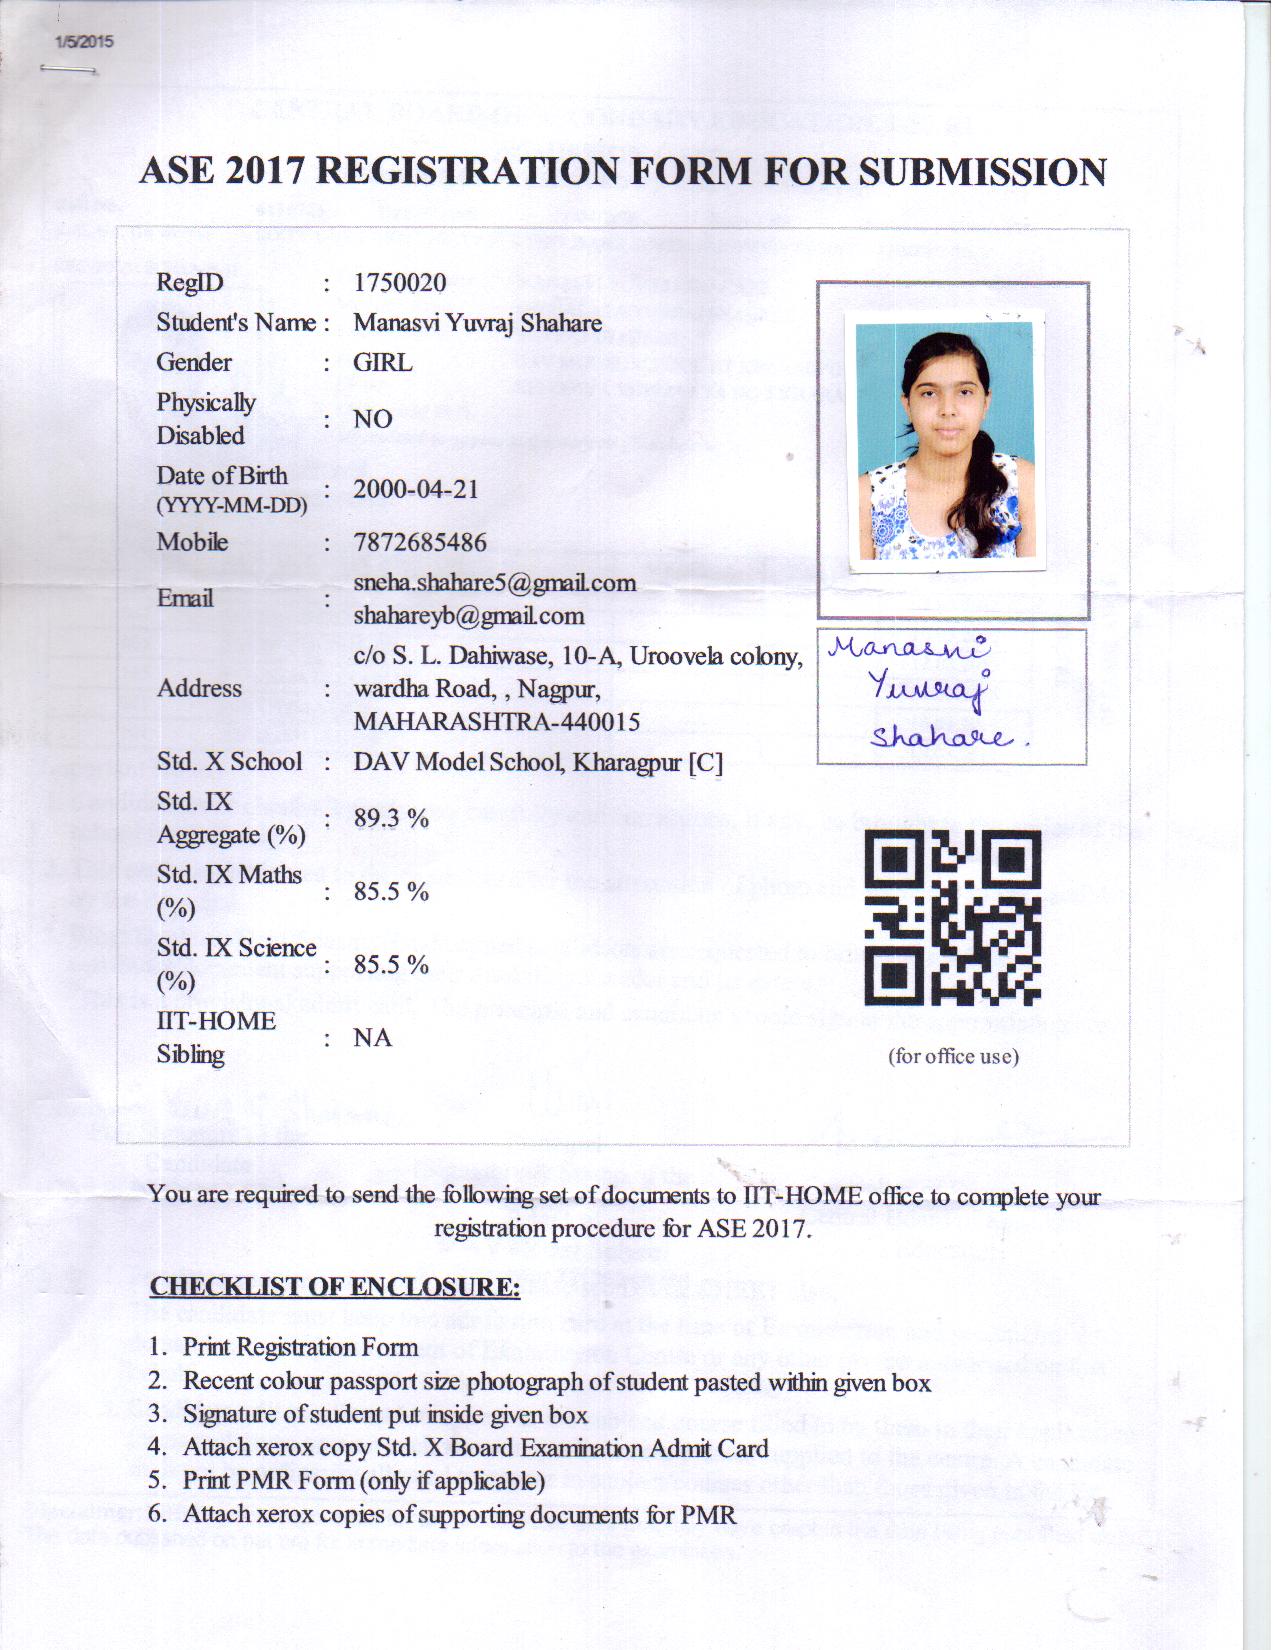 1/5/2015
ASE 2017 REGISTRATION FORM FOR SUBMISSION
RegID : 1750020
Student's Name : Manasvi Yuvraj Shahare
Gender : GIRL
Physically
Disabled : NO
Date of Birth
(YYYY-MM-DD) : 2000-04-21
Mobile : 7872685486
Email : sneha.shahare5@gmail.com
shahareyb@gmail.com
Address : c/o S. L. Dahiwase, 10-A, Uroovela colony,
wardha Road, , Nagpur,
MAHARASHTRA-440015
Manasvi
Yuvraj
Shahare.
Std. X School : DAV Model School, Kharagpur [C]
Std. IX
Aggregate (%) : 89.3 %
Std. IX Maths
(%) : 85.5 %
Std. IX Science
(%) : 85.5 %
IIT-HOME
Sibling : NA
(for office use)
You are required to send the following set of documents to IIT-HOME office to complete your
registration procedure for ASE 2017.
CHECKLIST OF ENCLOSURE:
1. Print Registration Form
2. Recent colour passport size photograph of student pasted within given box
3. Signature of student put inside given box
4. Attach xerox copy Std. X Board Examination Admit Card
5. Print PMR Form (only if applicable)
6. Attach xerox copies of supporting documents for PMR